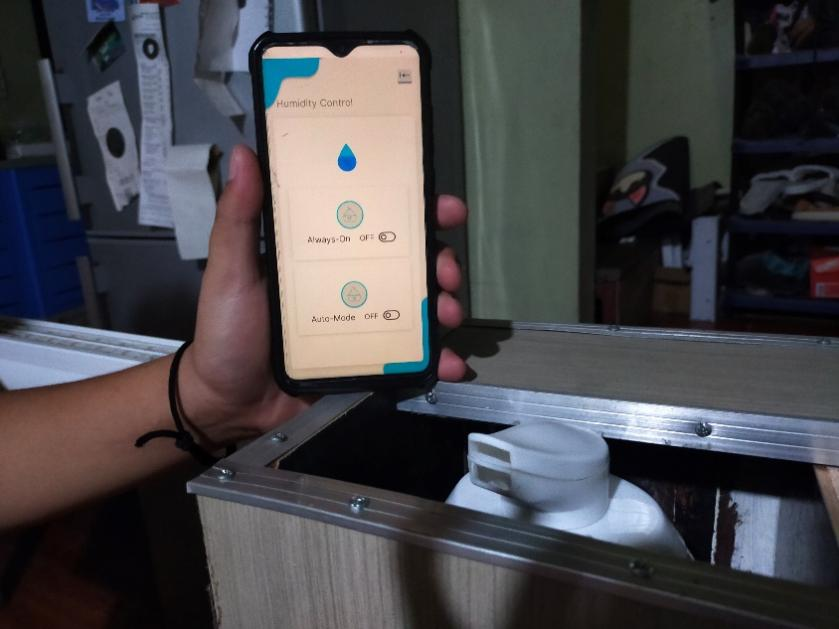 Humidity Control
Always-On OFF
Auto-Mode OFF